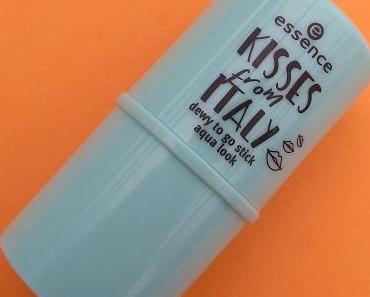 essence
KISSES
from
ITALY
dewy to go stick
aqua look